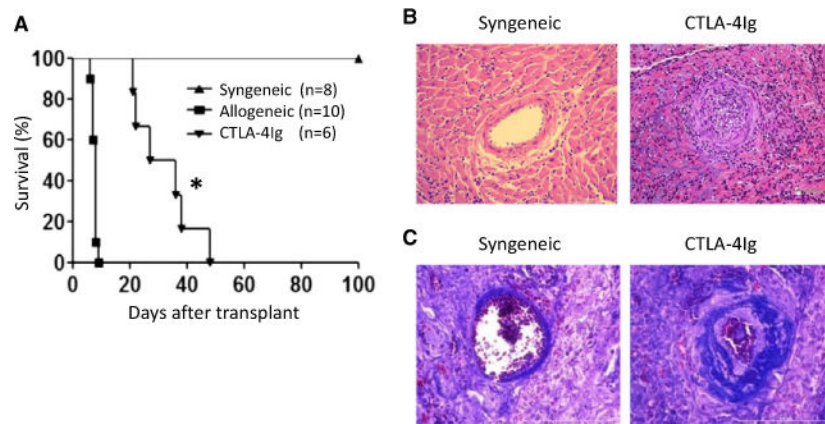 A
Survival (%)
100
80
60
40
20
0
Syngeneic (n=8)
Allogeneic (n=10)
CTLA-4Ig (n=6)
*
0 20 40 60 80 100
Days after transplant
B
Syngeneic CTLA-4Ig
C
Syngeneic CTLA-4Ig